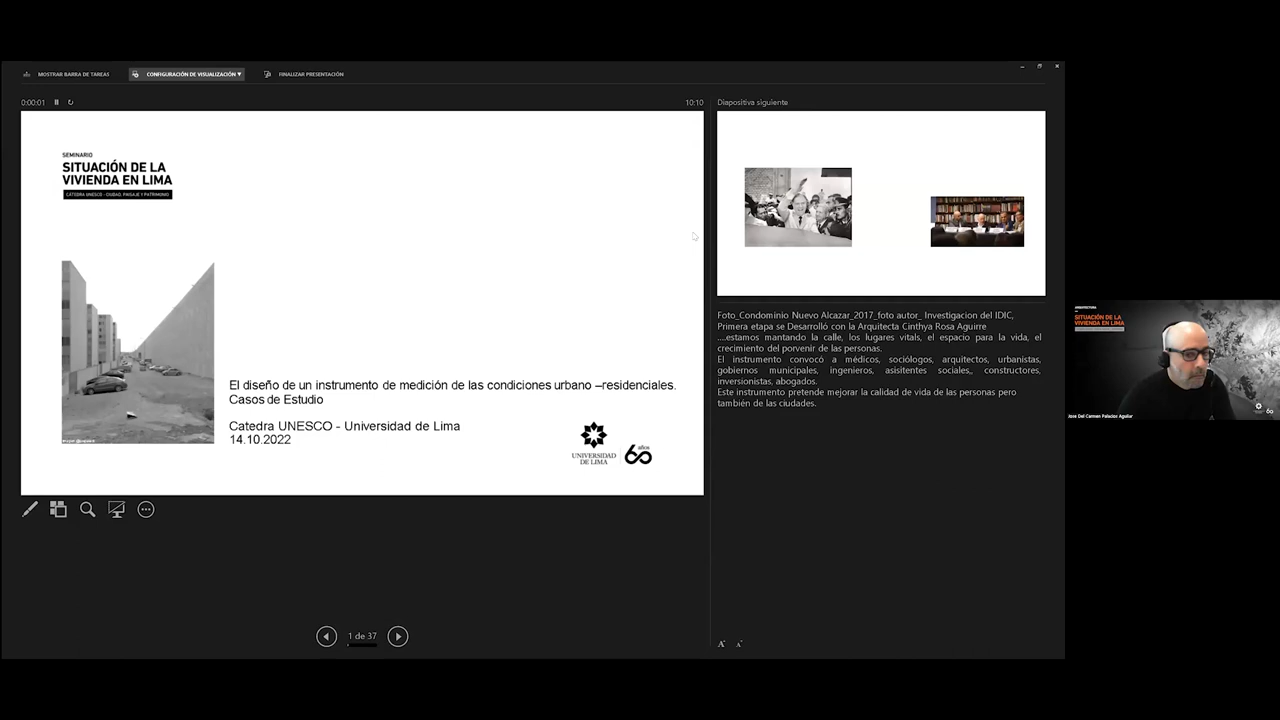 MOSTRAR BARRA DE TAREAS
CONFIGURACIÓN DE VISUALIZACIÓN ▼
FINALIZAR PRESENTACIÓN
0:00:01
10:10
Diapositiva siguiente
SEMINARIO
SITUACIÓN DE LA
VIVIENDA EN LIMA
CÁTEDRA UNESCO - CIUDAD, PAISAJE Y PATRIMONIO
El diseño de un instrumento de medición de las condiciones urbano –residenciales.
Casos de Estudio
Catedra UNESCO - Universidad de Lima
14.10.2022
UNIVERSIDAD
DE LIMA
60 años
Foto_Condominio Nuevo Alcazar_2017_foto autor_ Investigacion del IDIC,
Primera etapa se Desarrolló con la Arquitecta Cinthya Rosa Aguirre
....estamos mantando la calle, los lugares vitals, el espacio para la vida, el
crecimiento del porvenir de las personas.
El instrumento convocó a médicos, sociólogos, arquitectos, urbanistas,
gobiernos municipales, ingenieros, asisitentes sociales,, constructores,
inversionistas, abogados.
Este instrumento pretende mejorar la calidad de vida de las personas pero
también de las ciudades.
ARQUITECTURA
SITUACIÓN DE LA
VIVIENDA EN LIMA
Jose Del Carmen Palacios Aguilar
1 de 37
A A